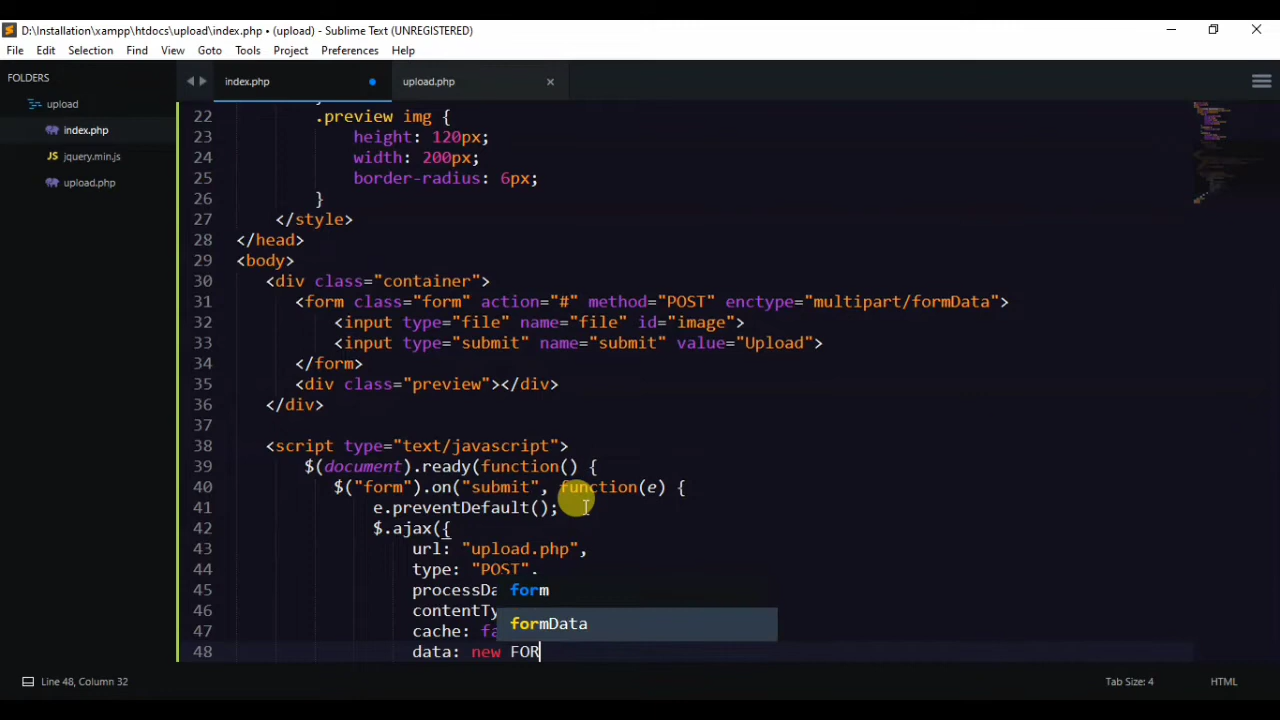 D:\Installation\xampp\htdocs\upload\index.php • (upload) - Sublime Text (UNREGISTERED)
File Edit Selection Find View Goto Tools Project Preferences Help
FOLDERS
upload
index.php
jquery.min.js
upload.php
index.php upload.php
22 .preview img {
23 height: 120px;
24 width: 200px;
25 border-radius: 6px;
26 }
27 </style>
28 </head>
29 <body>
30 <div class="container">
31 <form class="form" action="#" method="POST" enctype="multipart/formData">
32 <input type="file" name="file" id="image">
33 <input type="submit" name="submit" value="Upload">
34 </form>
35 <div class="preview"></div>
36 </div>
37
38 <script type="text/javascript">
39 $(document).ready(function() {
40 $("form").on("submit", function(e) {
41 e.preventDefault();
42 $.ajax({
43 url: "upload.php",
44 type: "POST",
45 processDa
46 contentTy
47 cache: fa
48 data: new FOR
form
formData
Line 48, Column 32
Tab Size: 4
HTML